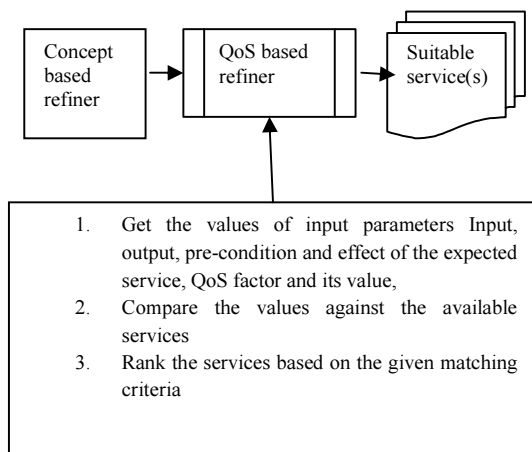 Concept
based
refiner
QoS based
refiner
Suitable
service(s)
1. Get the values of input parameters Input,
output, pre-condition and effect of the expected
service, QoS factor and its value,
2. Compare the values against the available
services
3. Rank the services based on the given matching
criteria